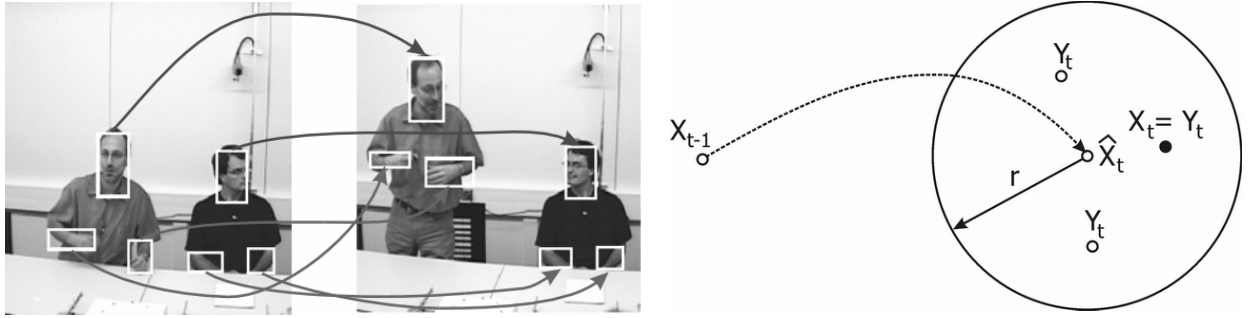 Y_t
X_{t-1}
X_t = Y_t
X̂_t
r
Y_t